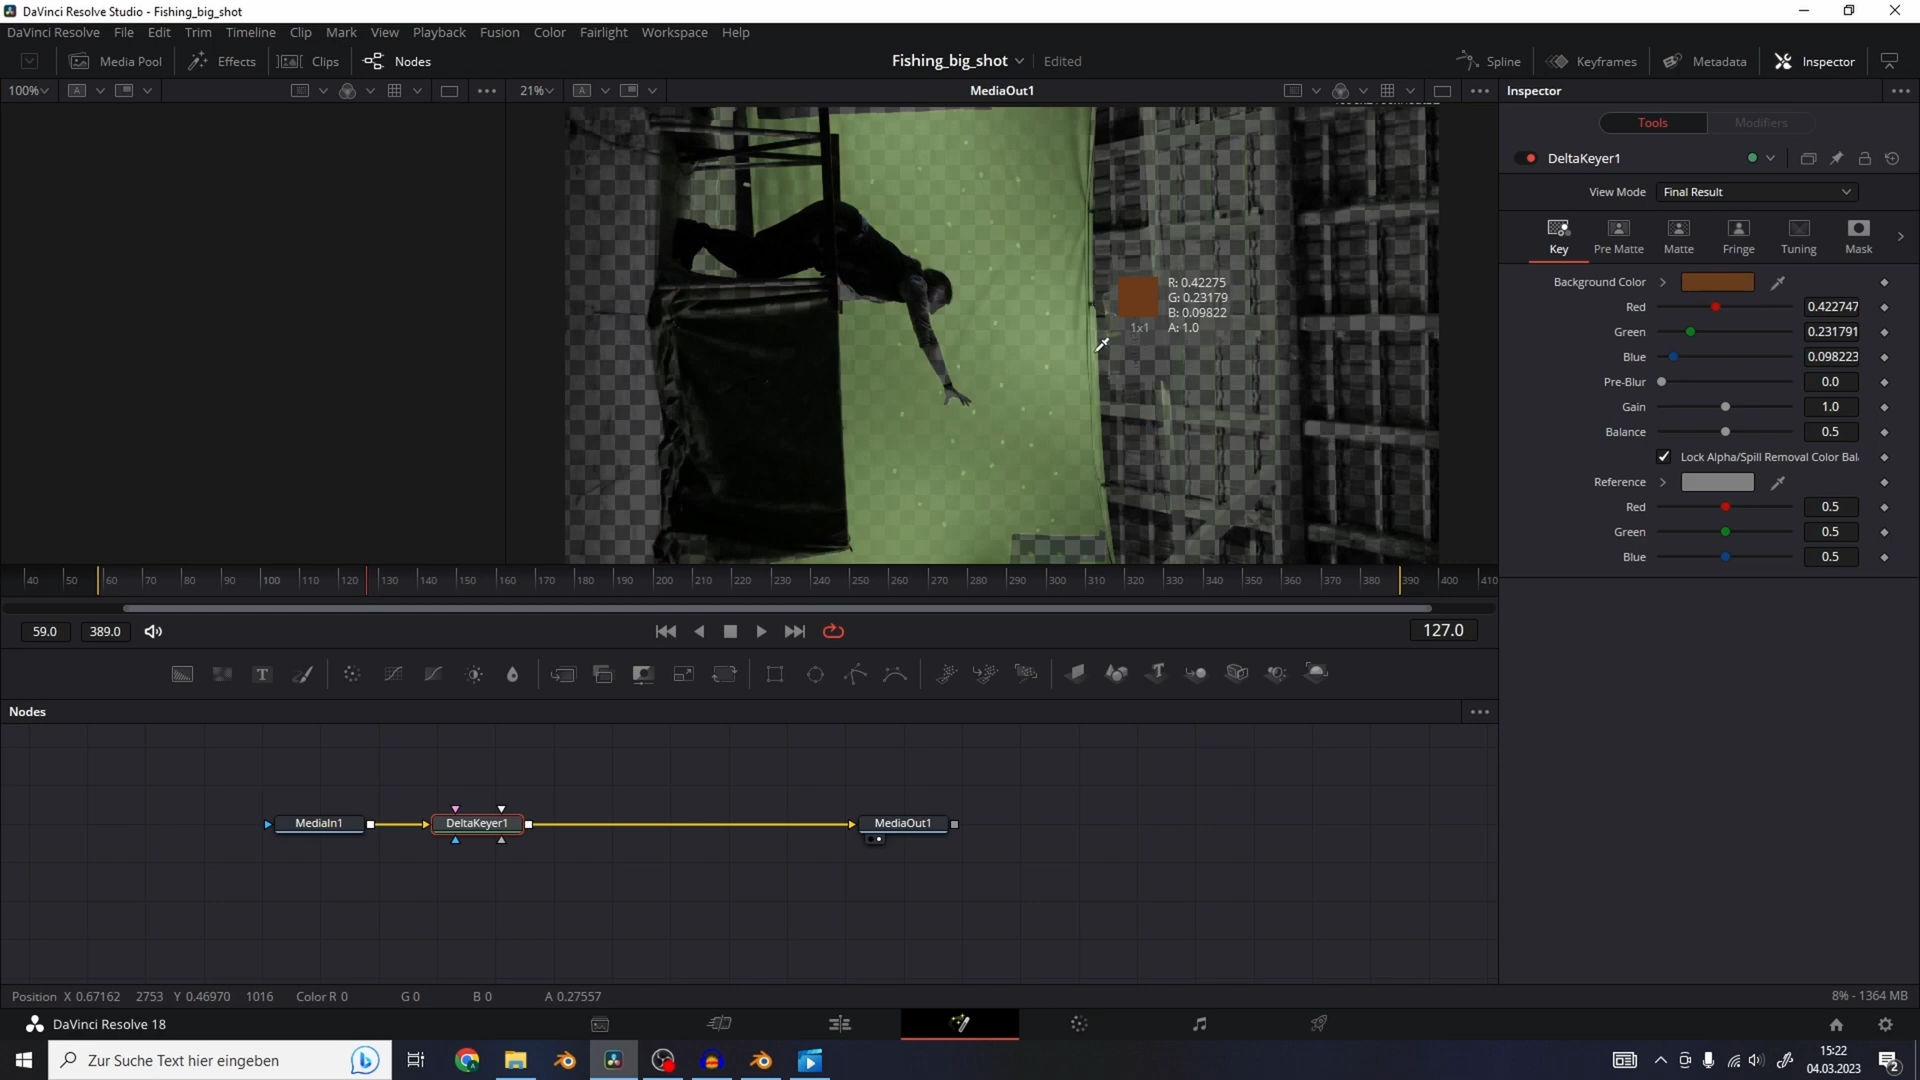 DaVinci Resolve Studio - Fishing_big_shot
DaVinci Resolve File Edit Trim Timeline Clip Mark View Playback Fusion Color Fairlight Workspace Help
Media Pool Effects Clips Nodes Fishing_big_shot Edited Spline Keyframes Metadata Inspector
100% A 21% A MediaOut1 Inspector
Tools Modifiers
DeltaKeyer1
View Mode Final Result
Key Pre Matte Matte Fringe Tuning Mask
Background Color
Red 0.422747
Green 0.231791
Blue 0.098223
Pre-Blur 0.0
Gain 1.0
Balance 0.5
Lock Alpha/Spill Removal Color Bal
Reference
Red 0.5
Green 0.5
Blue 0.5
R: 0.42275
G: 0.23179
B: 0.09822
1x1 A: 1.0
40 50 60 70 80 90 100 110 120 130 140 150 160 170 180 190 200 210 220 230 240 250 260 270 280 290 300 310 320 330 340 350 360 370 380 390 400 410
59.0 389.0 127.0
T T
Nodes
MediaIn1 DeltaKeyer1 MediaOut1
Position X 0.67162 2753 Y 0.46970 1016 Color R 0 G 0 B 0 A 0.27557 8% - 1364 MB
DaVinci Resolve 18
Zur Suche Text hier eingeben
15:22
04.03.2023
2